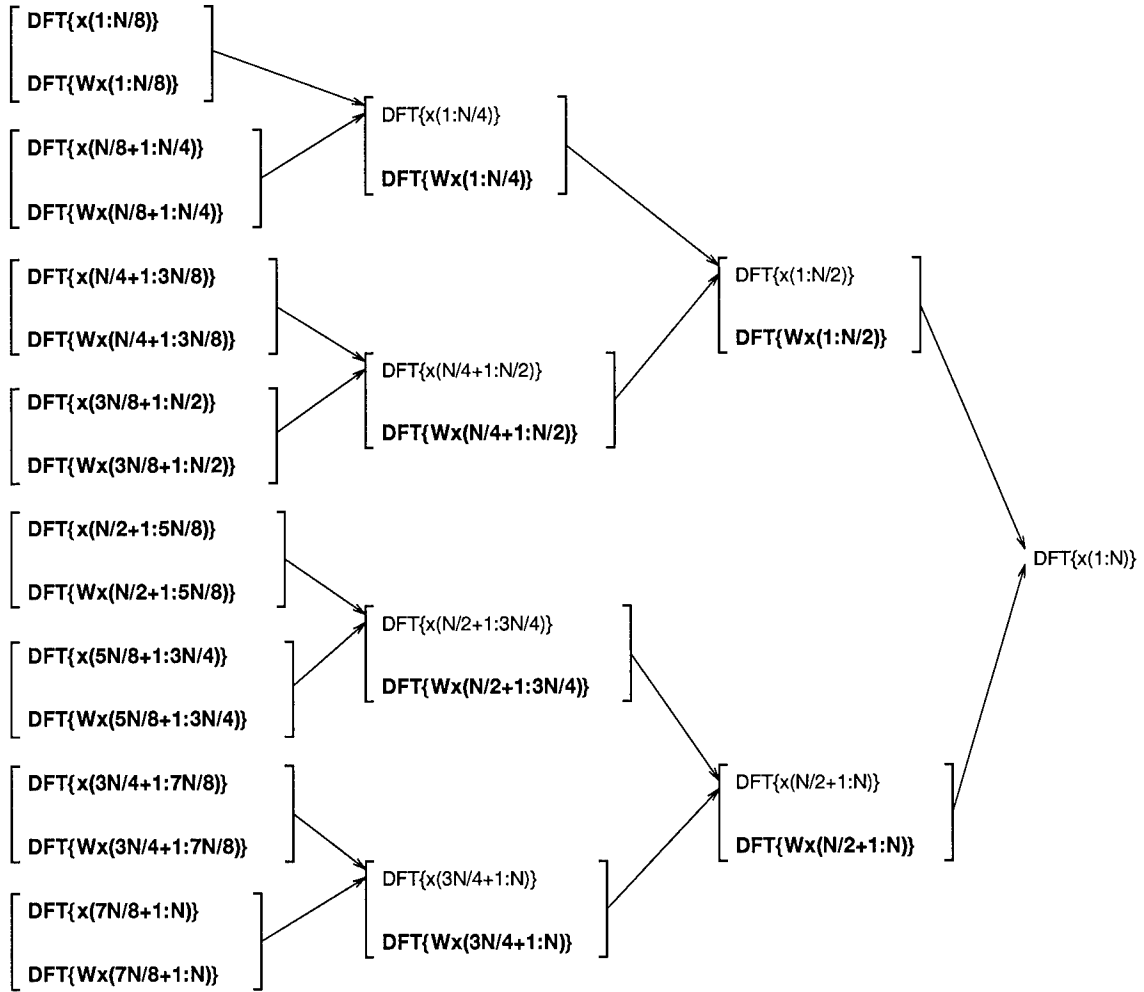 DFT{x(1:N/8)}
DFT{Wx(1:N/8)}
DFT{x(N/8+1:N/4)}
DFT{Wx(N/8+1:N/4)}
DFT{x(N/4+1:3N/8)}
DFT{Wx(N/4+1:3N/8)}
DFT{x(3N/8+1:N/2)}
DFT{Wx(3N/8+1:N/2)}
DFT{x(N/2+1:5N/8)}
DFT{Wx(N/2+1:5N/8)}
DFT{x(5N/8+1:3N/4)}
DFT{Wx(5N/8+1:3N/4)}
DFT{x(3N/4+1:7N/8)}
DFT{Wx(3N/4+1:7N/8)}
DFT{x(7N/8+1:N)}
DFT{Wx(7N/8+1:N)}
DFT{x(1:N/4)}
DFT{Wx(1:N/4)}
DFT{x(N/4+1:N/2)}
DFT{Wx(N/4+1:N/2)}
DFT{x(N/2+1:3N/4)}
DFT{Wx(N/2+1:3N/4)}
DFT{x(3N/4+1:N)}
DFT{Wx(3N/4+1:N)}
DFT{x(1:N/2)}
DFT{Wx(1:N/2)}
DFT{x(N/2+1:N)}
DFT{Wx(N/2+1:N)}
DFT{x(1:N)}